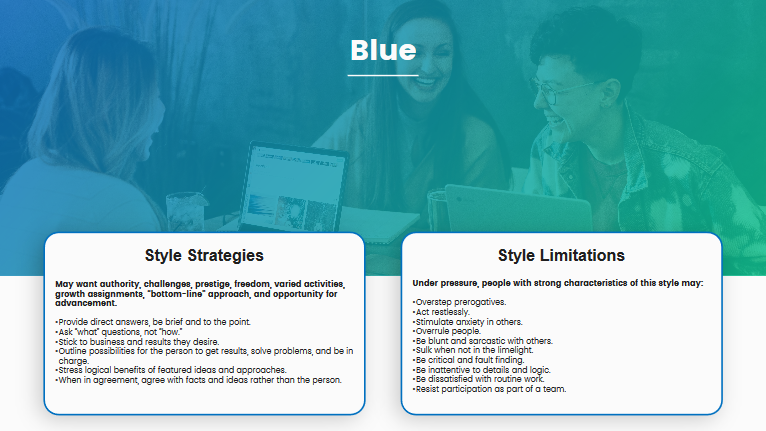 Blue
Style Strategies
May want authority, challenges, prestige, freedom, varied activities,
growth assignments, "bottom-line" approach, and opportunity for
advancement.
•Provide direct answers, be brief and to the point.
•Ask "what" questions, not "how."
•Stick to business and results they desire.
•Outline possibilities for the person to get results, solve problems, and be in
charge.
•Stress logical benefits of featured ideas and approaches.
•When in agreement, agree with facts and ideas rather than the person.
Style Limitations
Under pressure, people with strong characteristics of this style may:
•Overstep prerogatives.
•Act restlessly.
•Stimulate anxiety in others.
•Overrule people.
•Be blunt and sarcastic with others.
•Sulk when not in the limelight.
•Be critical and fault finding.
•Be inattentive to details and logic.
•Be dissatisfied with routine work.
•Resist participation as part of a team.